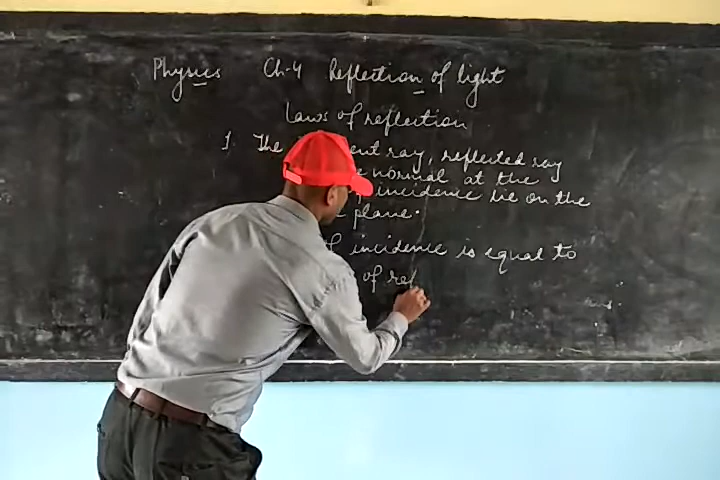 Physics Ch-4 Reflection of light
Laws of reflection
1. The ent ray, reflected ray
normal at the
incidence lie on the
plane.
of incidence is equal to
of ref